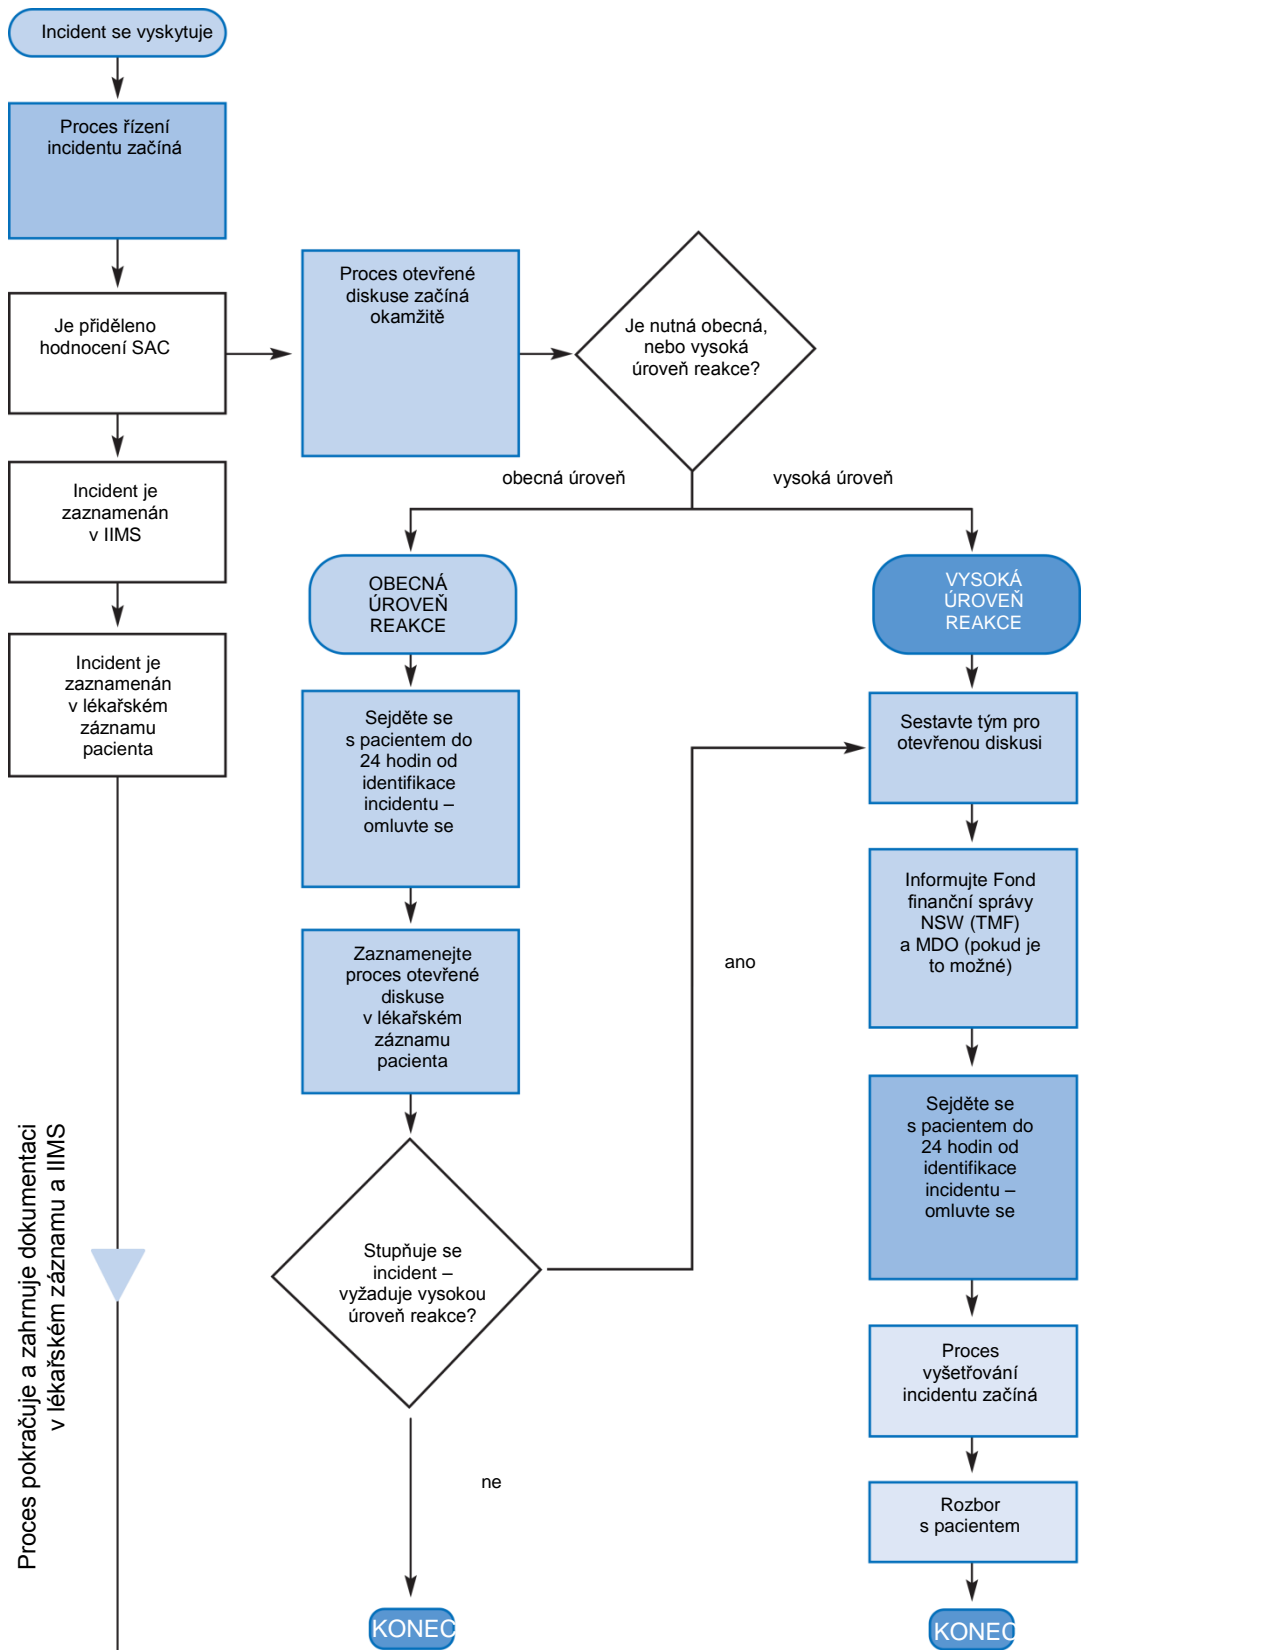 Incident se vyskytuje
Proces řízení
incidentu začíná
Je přiděleno
hodnocení SAC
Incident je
zaznamenán
v IIMS
Incident je
zaznamenán
v lékařském
záznamu
pacienta
Proces pokračuje a zahrnuje dokumentaci
v lékařském záznamu a IIMS
Proces otevřené
diskuse začíná
okamžitě
Je nutná obecná,
nebo vysoká
úroveň reakce?
obecná úroveň
vysoká úroveň
OBECNÁ
ÚROVEŇ
REAKCE
Sejděte se
s pacientem do
24 hodin od
identifikace
incidentu –
omluvte se
Zaznamenejte
proces otevřené
diskuse
v lékařském
záznamu
pacienta
Stupňuje se
incident –
vyžaduje vysokou
úroveň reakce?
ano
ne
KONEC
VYSOKÁ
ÚROVEŇ
REAKCE
Sestavte tým pro
otevřenou diskusi
Informujte Fond
finanční správy
NSW (TMF)
a MDO (pokud je
to možné)
Sejděte se
s pacientem do
24 hodin od
identifikace
incidentu –
omluvte se
Proces
vyšetřování
incidentu začíná
Rozbor
s pacientem
KONEC